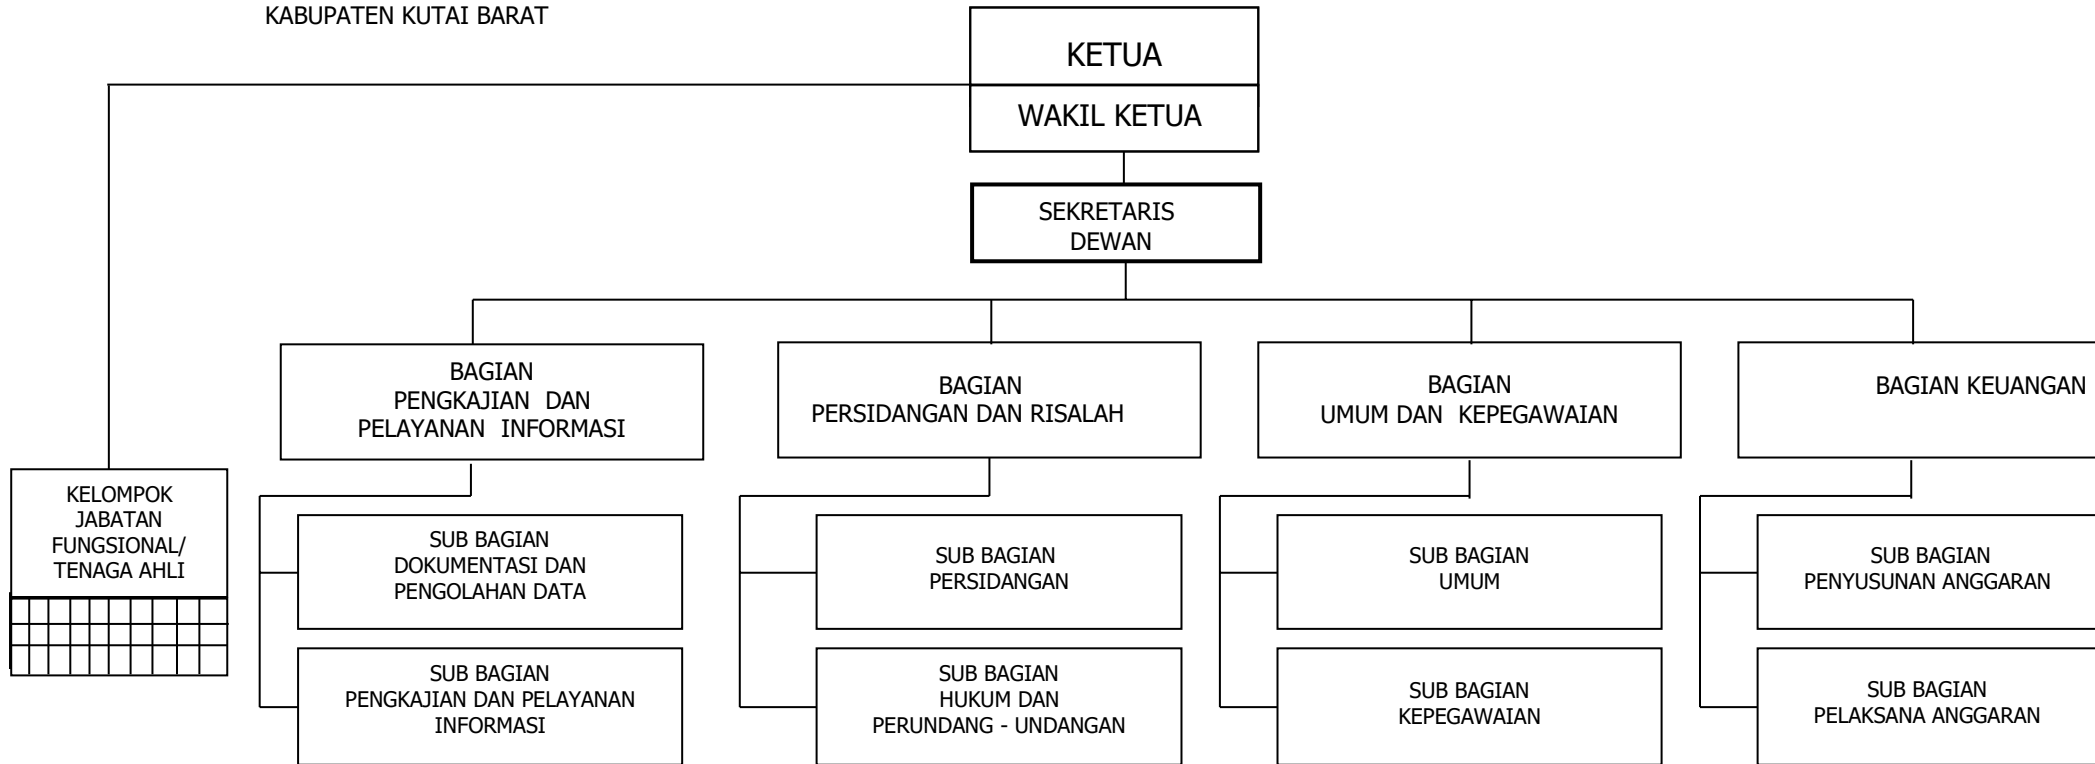 KABUPATEN KUTAI BARAT
KETUA
WAKIL KETUA
SEKRETARIS
DEWAN
BAGIAN
PENGKAJIAN DAN
PELAYANAN INFORMASI
BAGIAN
PERSIDANGAN DAN RISALAH
BAGIAN
UMUM DAN KEPEGAWAIAN
BAGIAN KEUANGAN
KELOMPOK
JABATAN
FUNGSIONAL/
TENAGA AHLI
SUB BAGIAN
DOKUMENTASI DAN
PENGOLAHAN DATA
SUB BAGIAN
PERSIDANGAN
SUB BAGIAN
UMUM
SUB BAGIAN
PENYUSUNAN ANGGARAN
SUB BAGIAN
PENGKAJIAN DAN PELAYANAN
INFORMASI
SUB BAGIAN
HUKUM DAN
PERUNDANG - UNDANGAN
SUB BAGIAN
KEPEGAWAIAN
SUB BAGIAN
PELAKSANA ANGGARAN